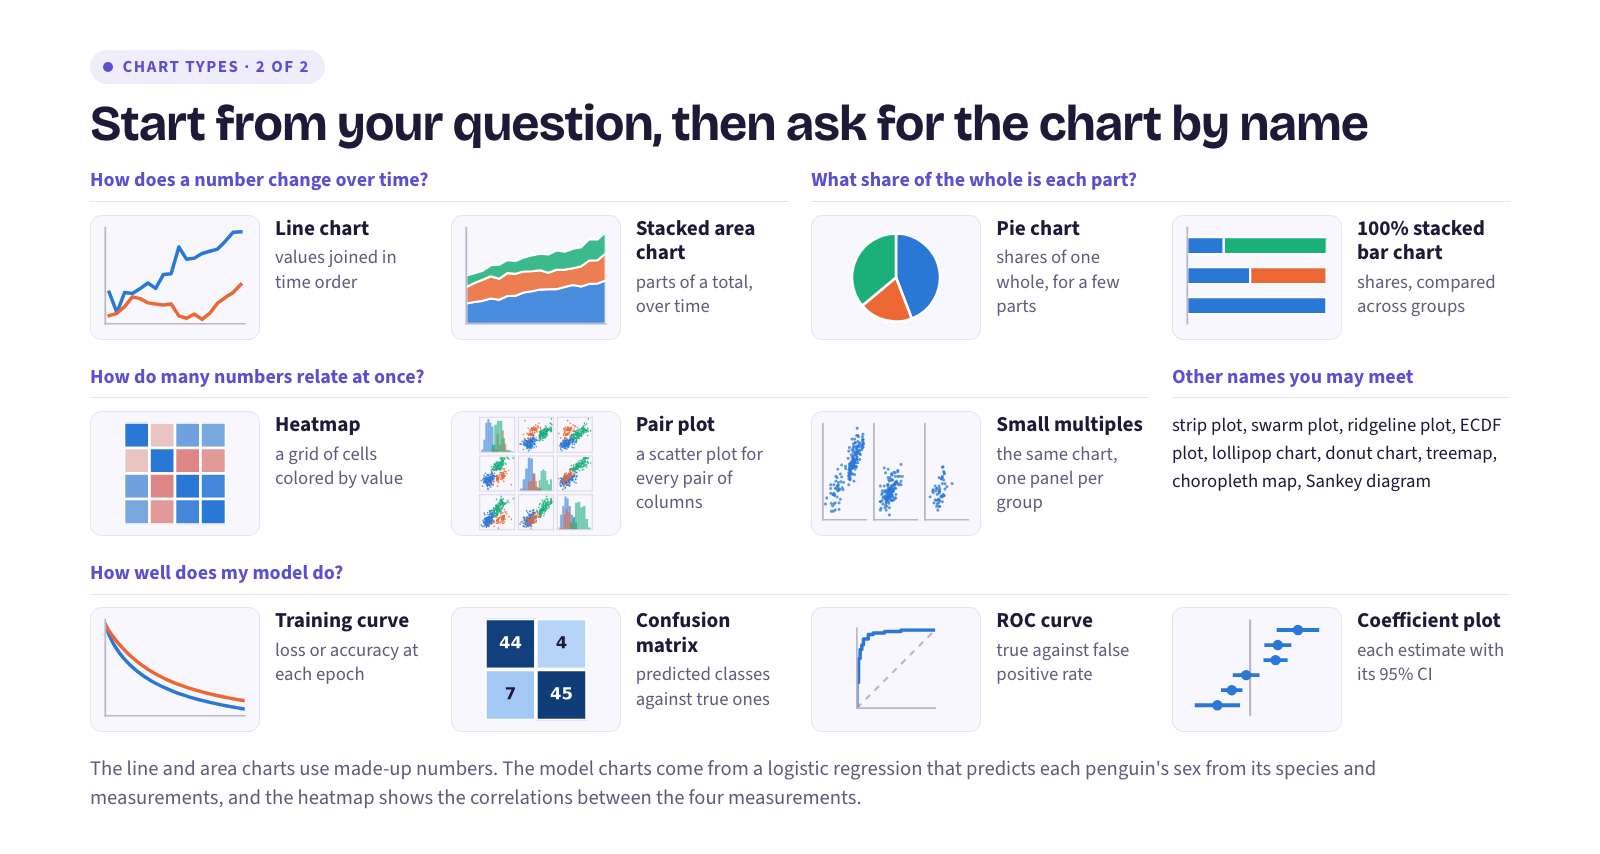 CHART TYPES · 2 OF 2
Start from your question, then ask for the chart by name
How does a number change over time?
Line chart
values joined in
time order
Stacked area
chart
parts of a total,
over time
What share of the whole is each part?
Pie chart
shares of one
whole, for a few
parts
100% stacked
bar chart
shares, compared
across groups
How do many numbers relate at once?
Heatmap
a grid of cells
colored by value
Pair plot
a scatter plot for
every pair of
columns
Small multiples
the same chart,
one panel per
group
Other names you may meet
strip plot, swarm plot, ridgeline plot, ECDF
plot, lollipop chart, donut chart, treemap,
choropleth map, Sankey diagram
How well does my model do?
Training curve
loss or accuracy at
each epoch
44 4
7 45
Confusion
matrix
predicted classes
against true ones
ROC curve
true against false
positive rate
Coefficient plot
each estimate with
its 95% CI
The line and area charts use made-up numbers. The model charts come from a logistic regression that predicts each penguin's sex from its species and
measurements, and the heatmap shows the correlations between the four measurements.